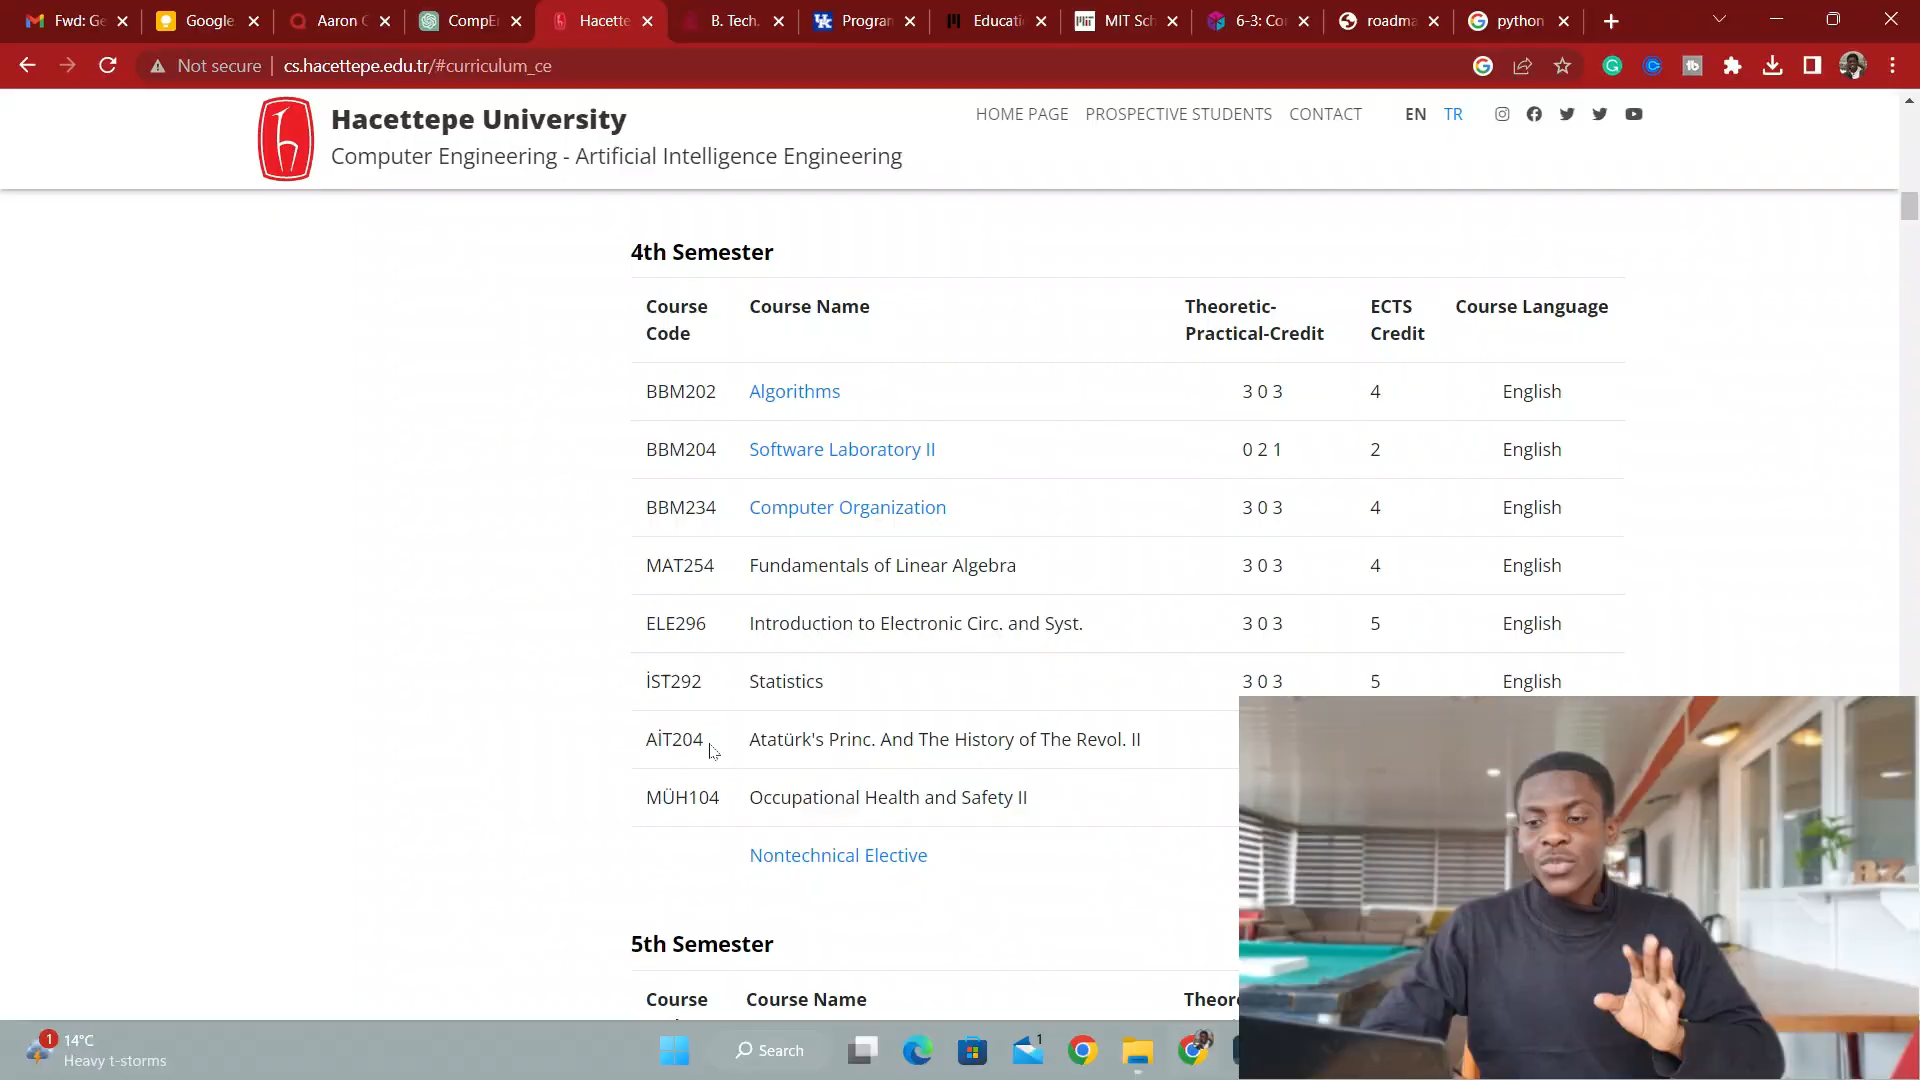 Fwd: Ge
Google
Aaron
CompE
Hacette
B. Tech.
Program
Educati
MIT Sch
6-3: Co
roadma
python
Not secure
cs.hacettepe.edu.tr/#curriculum_ce
Hacettepe University
Computer Engineering - Artificial Intelligence Engineering
HOME PAGE PROSPECTIVE STUDENTS CONTACT EN TR
4th Semester
Course Code Course Name Theoretic-Practical-Credit ECTS Credit Course Language
BBM202 Algorithms 3 0 3 4 English
BBM204 Software Laboratory II 0 2 1 2 English
BBM234 Computer Organization 3 0 3 4 English
MAT254 Fundamentals of Linear Algebra 3 0 3 4 English
ELE296 Introduction to Electronic Circ. and Syst. 3 0 3 5 English
İST292 Statistics 3 0 3 5 English
AİT204 Atatürk's Princ. And The History of The Revol. II
MÜH104 Occupational Health and Safety II
Nontechnical Elective
5th Semester
Course Course Name Theore
1
14°C
Heavy t-storms
Search
1